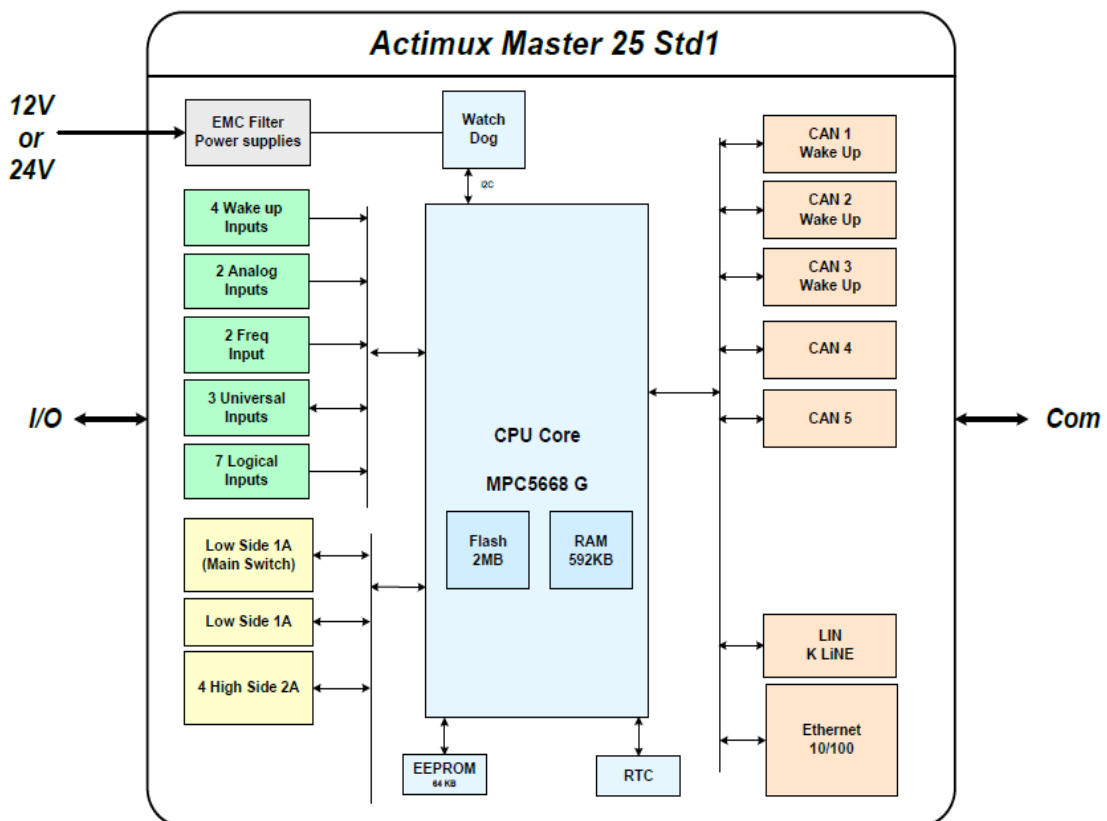 Actimux Master 25 Std1
12V
or
24V
EMC Filter
Power supplies
Watch
Dog
I2C
4 Wake up
Inputs
2 Analog
Inputs
2 Freq
Input
3 Universal
Inputs
7 Logical
Inputs
I/O
Low Side 1A
(Main Switch)
Low Side 1A
4 High Side 2A
CPU Core
MPC5668 G
Flash
2MB
RAM
592KB
EEPROM
64 KB
RTC
CAN 1
Wake Up
CAN 2
Wake Up
CAN 3
Wake Up
CAN 4
CAN 5
Com
LIN
K LiNE
Ethernet
10/100